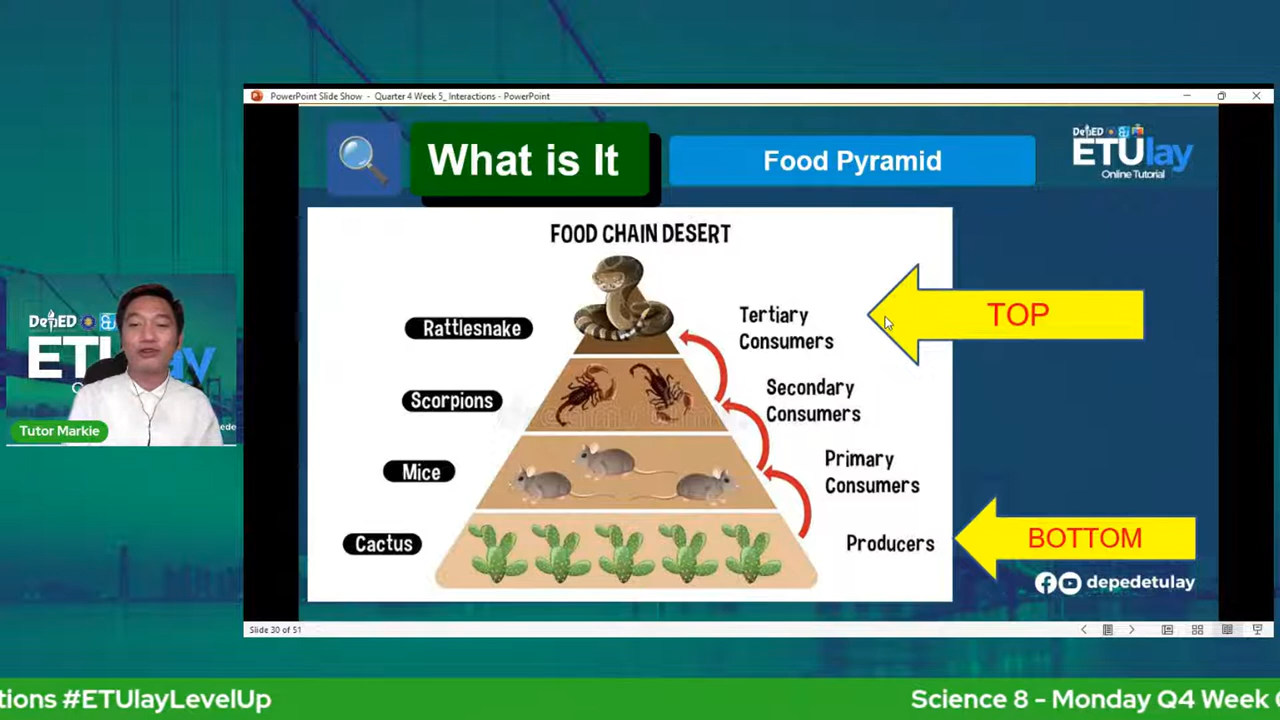 PowerPoint Slide Show - Quarter 4 Week 5_ Interactions - PowerPoint
What is It
Food Pyramid
DepED
ETUlay
Online Tutorial
FOOD CHAIN DESERT
Rattlesnake
Tertiary
Consumers
TOP
Scorpions
Secondary
Consumers
Mice
Primary
Consumers
Cactus
Producers
BOTTOM
depedetulay
Slide 30 of 51
DepED
ET
Tutor Markie
tions #ETUlayLevelUp
Science 8 - Monday Q4 Week